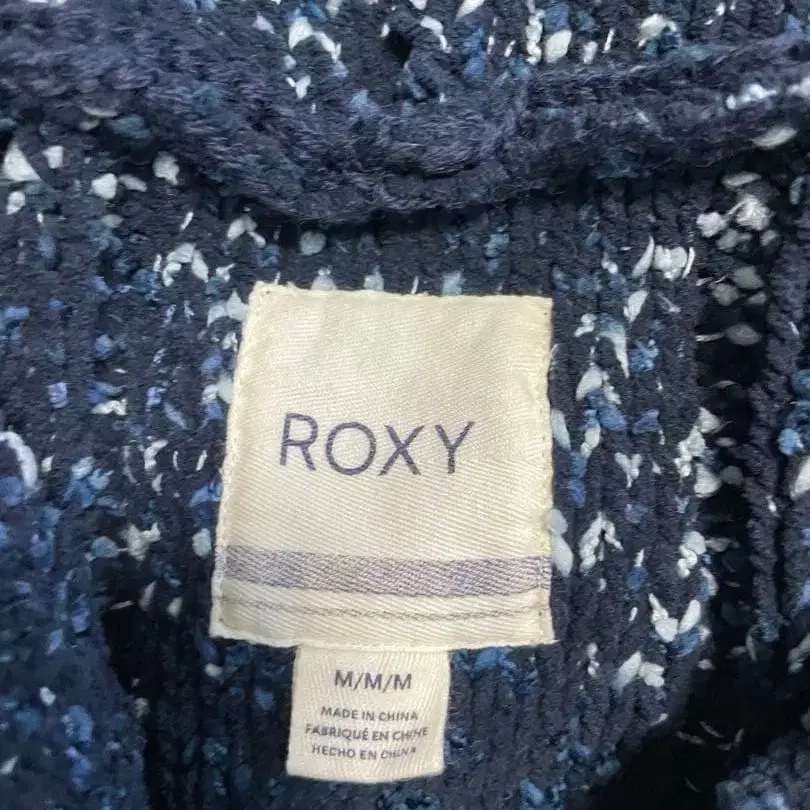 ROXY
M/M/M
MADE IN CHINA
FABRIQUÉ EN CHINE
HECHO EN CHINA